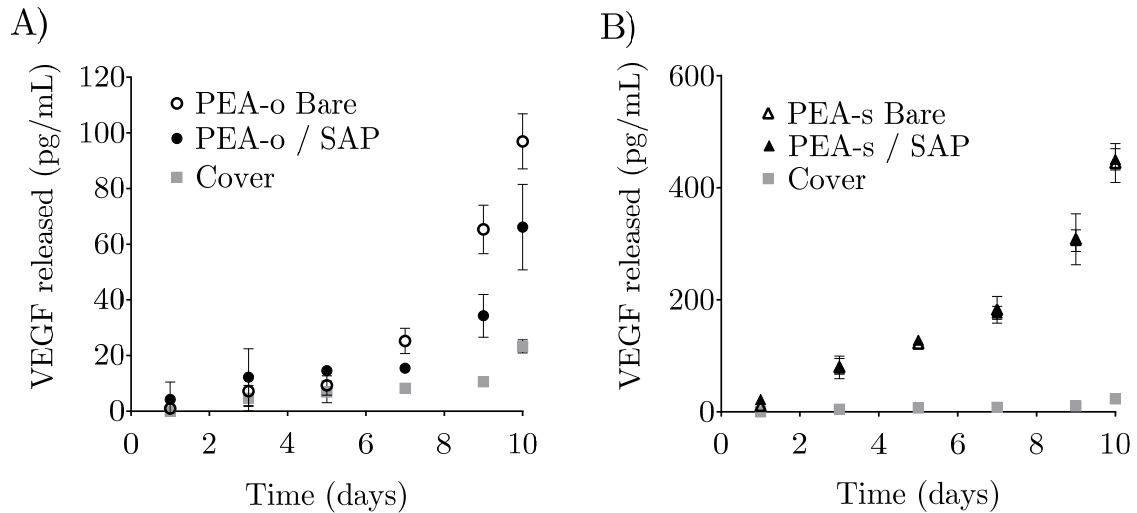 A)
VEGF released (pg/mL)
120
100
80
60
40
20
0
PEA-o Bare
PEA-o / SAP
Cover
0 2 4 6 8 10
Time (days)
B)
VEGF released (pg/mL)
600
400
200
0
PEA-s Bare
PEA-s / SAP
Cover
0 2 4 6 8 10
Time (days)